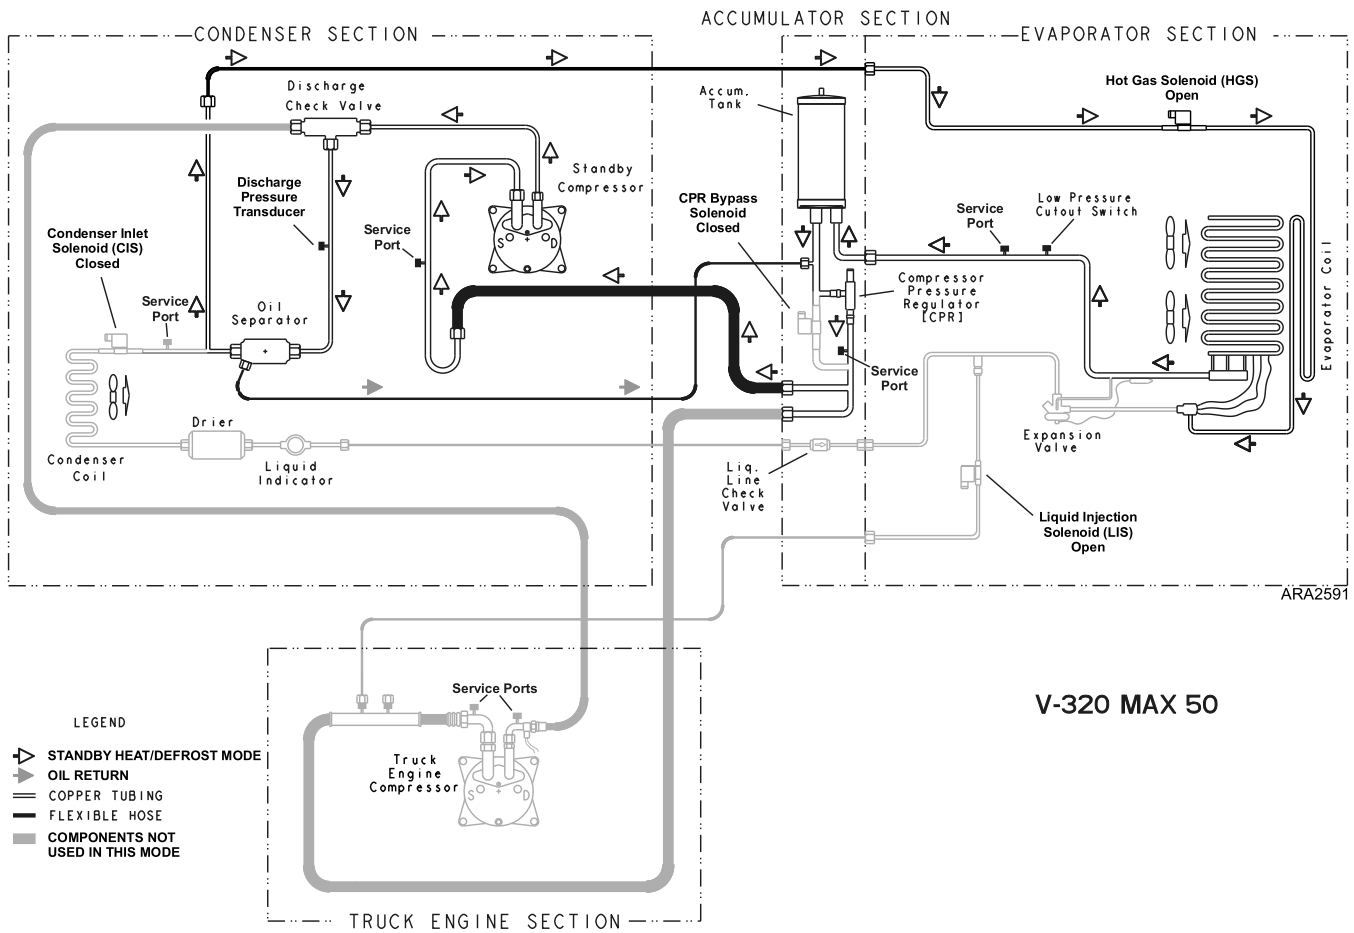 ACCUMULATOR SECTION
CONDENSER SECTION
EVAPORATOR SECTION
Discharge
Check Valve
Accum.
Tank
Hot Gas Solenoid (HGS)
Open
Standby
Compressor
Discharge
Pressure
Transducer
CPR Bypass
Solenoid
Closed
Low Pressure
Cutout Switch
Service
Port
Service
Port
Condenser Inlet
Solenoid (CIS)
Closed
S
D
Compressor
Pressure
Regulator
[CPR]
Evaporator Coil
Service
Port
Oil
Separator
Service
Port
Drier
Condenser
Coil
Liquid
Indicator
Liq.
Line
Check
Valve
Expansion
Valve
Liquid Injection
Solenoid (LIS)
Open
ARA2591
Service Ports
Truck
Engine
Compressor
S
D
V-320 MAX 50
LEGEND
STANDBY HEAT/DEFROST MODE
OIL RETURN
COPPER TUBING
FLEXIBLE HOSE
COMPONENTS NOT
USED IN THIS MODE
TRUCK ENGINE SECTION